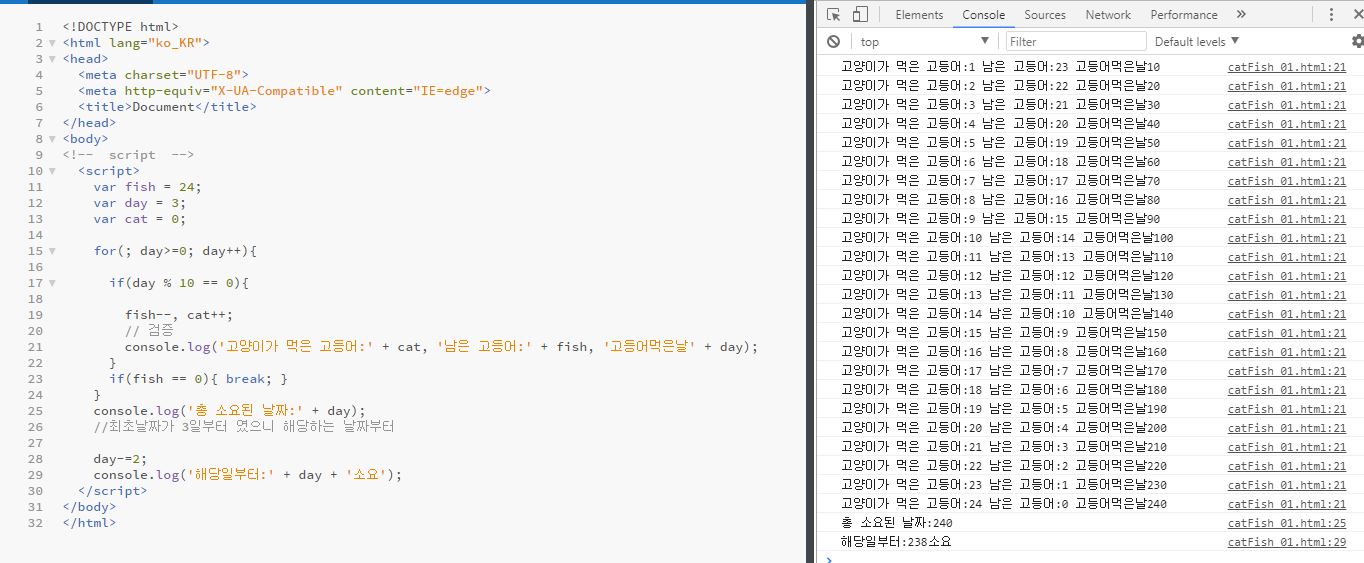 1 <!DOCTYPE html>
2 <html lang="ko_KR">
3 <head>
4 <meta charset="UTF-8">
5 <meta http-equiv="X-UA-Compatible" content="IE=edge">
6 <title>Document</title>
7 </head>
8 <body>
9 <!-- script -->
10 <script>
11 var fish = 24;
12 var day = 3;
13 var cat = 0;
14
15 for(; day>=0; day++){
16
17 if(day % 10 == 0){
18
19 fish--, cat++;
20 // 검증
21 console.log('고양이가 먹은 고등어:' + cat, '남은 고등어:' + fish, '고등어먹은날' + day);
22 }
23 if(fish == 0){ break; }
24 }
25 console.log('총 소요된 날짜:' + day);
26 //최초날짜가 3일부터 였으니 해당하는 날짜부터
27
28 day-=2;
29 console.log('해당일부터:' + day + '소요');
30 </script>
31 </body>
32 </html>
Elements Console Sources Network Performance
top Filter Default levels
고양이가 먹은 고등어:1 남은 고등어:23 고등어먹은날10 catFish 01.html:21
고양이가 먹은 고등어:2 남은 고등어:22 고등어먹은날20 catFish 01.html:21
고양이가 먹은 고등어:3 남은 고등어:21 고등어먹은날30 catFish 01.html:21
고양이가 먹은 고등어:4 남은 고등어:20 고등어먹은날40 catFish 01.html:21
고양이가 먹은 고등어:5 남은 고등어:19 고등어먹은날50 catFish 01.html:21
고양이가 먹은 고등어:6 남은 고등어:18 고등어먹은날60 catFish 01.html:21
고양이가 먹은 고등어:7 남은 고등어:17 고등어먹은날70 catFish 01.html:21
고양이가 먹은 고등어:8 남은 고등어:16 고등어먹은날80 catFish 01.html:21
고양이가 먹은 고등어:9 남은 고등어:15 고등어먹은날90 catFish 01.html:21
고양이가 먹은 고등어:10 남은 고등어:14 고등어먹은날100 catFish 01.html:21
고양이가 먹은 고등어:11 남은 고등어:13 고등어먹은날110 catFish 01.html:21
고양이가 먹은 고등어:12 남은 고등어:12 고등어먹은날120 catFish 01.html:21
고양이가 먹은 고등어:13 남은 고등어:11 고등어먹은날130 catFish 01.html:21
고양이가 먹은 고등어:14 남은 고등어:10 고등어먹은날140 catFish 01.html:21
고양이가 먹은 고등어:15 남은 고등어:9 고등어먹은날150 catFish 01.html:21
고양이가 먹은 고등어:16 남은 고등어:8 고등어먹은날160 catFish 01.html:21
고양이가 먹은 고등어:17 남은 고등어:7 고등어먹은날170 catFish 01.html:21
고양이가 먹은 고등어:18 남은 고등어:6 고등어먹은날180 catFish 01.html:21
고양이가 먹은 고등어:19 남은 고등어:5 고등어먹은날190 catFish 01.html:21
고양이가 먹은 고등어:20 남은 고등어:4 고등어먹은날200 catFish 01.html:21
고양이가 먹은 고등어:21 남은 고등어:3 고등어먹은날210 catFish 01.html:21
고양이가 먹은 고등어:22 남은 고등어:2 고등어먹은날220 catFish 01.html:21
고양이가 먹은 고등어:23 남은 고등어:1 고등어먹은날230 catFish 01.html:21
고양이가 먹은 고등어:24 남은 고등어:0 고등어먹은날240 catFish 01.html:21
총 소요된 날짜:240 catFish 01.html:25
해당일부터:238소요 catFish 01.html:29